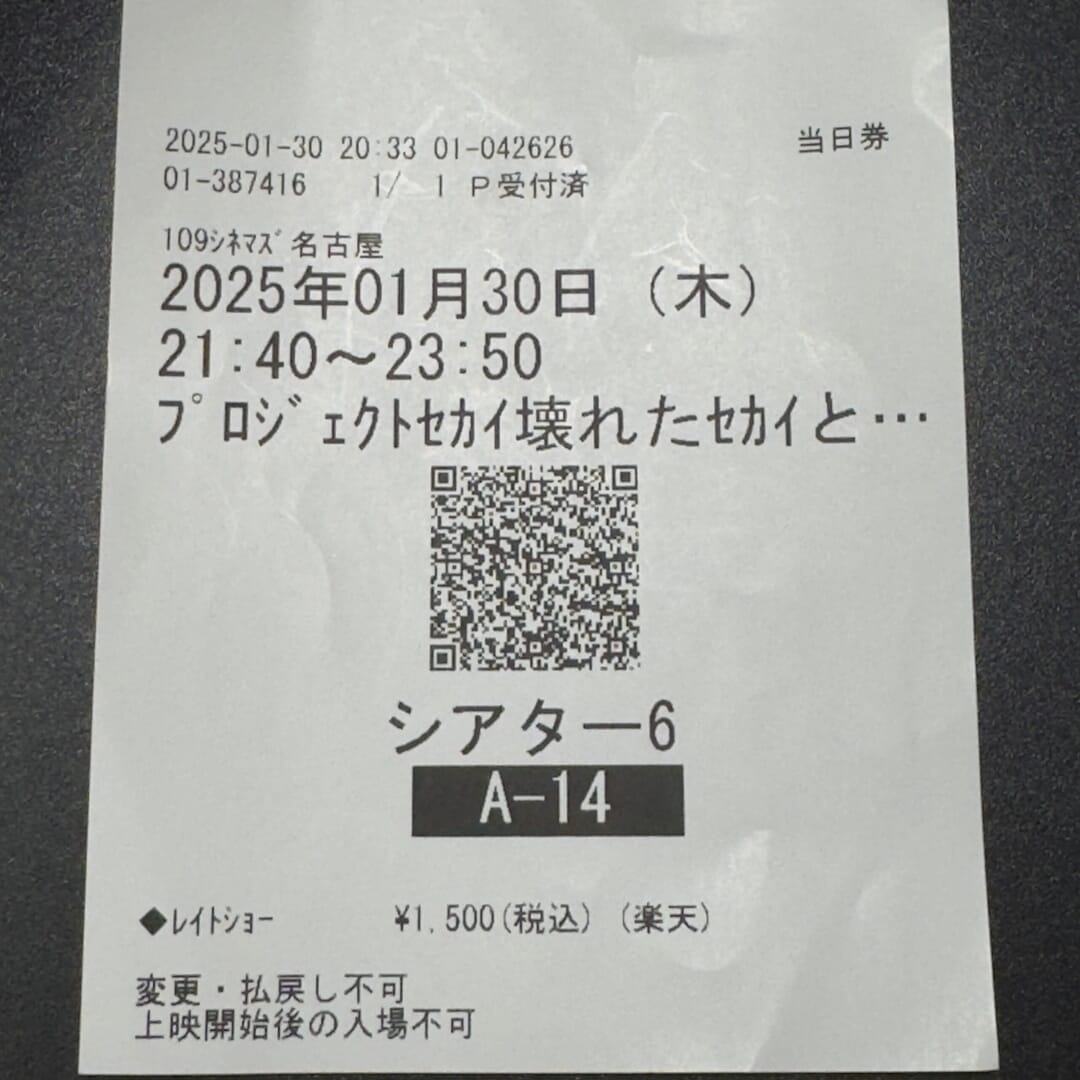 2025-01-30 20:33 01-042626 当日券
01-387416 1/ 1 P受付済
109ｼﾈﾏｽﾞ名古屋
2025年01月30日（木）
21:40～23:50
ﾌﾟﾛｼﾞｪｸﾄｾｶｲ壊れたｾｶｲと…
シアター6
A-14
◆ﾚｲﾄｼｮｰ ¥1,500(税込)（楽天）
変更・払戻し不可
上映開始後の入場不可